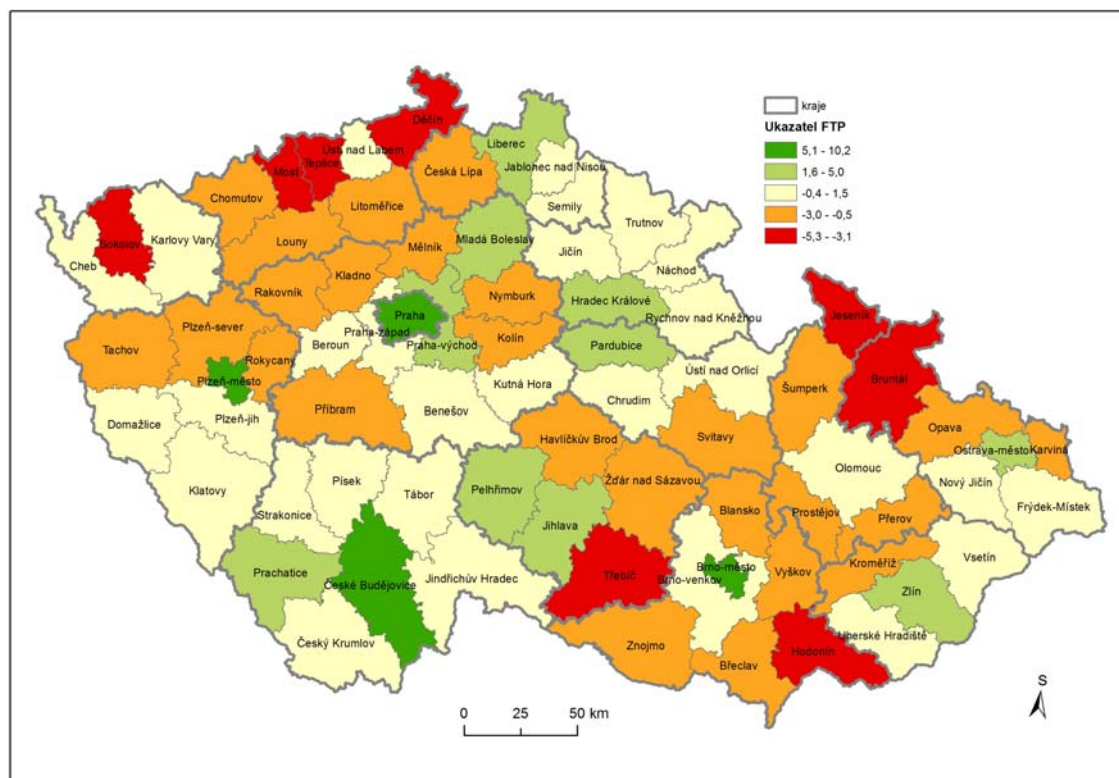 kraje
Ukazatel FTP
5,1 - 10,2
1,6 - 5,0
-0,4 - 1,5
-3,0 - -0,5
-5,3 - -3,1
Děčín
Ústí nad Labem
Liberec
Teplice
Most
Česká Lípa
Jablonec nad Nisou
Chomutov
Litoměřice
Semily
Trutnov
Karlovy Vary
Sokolov
Louny
Mělník
Mladá Boleslav
Jičín
Cheb
Náchod
Kladno
Rakovník
Nymburk
Hradec Králové
Praha
Rychnov nad Kněžnou
Jeseník
Plzeň-sever
Praha-západ
Kolín
Tachov
Rokycany
Beroun
Praha-východ
Pardubice
Ústí nad Orlicí
Bruntál
Plzeň-město
Kutná Hora
Šumperk
Chrudim
Příbram
Benešov
Domažlice
Plzeň-jih
Opava
Havlíčkův Brod
Svitavy
Ostrava-město
Karviná
Olomouc
Písek
Žďár nad Sázavou
Nový Jičín
Klatovy
Tábor
Pelhřimov
Frýdek-Místek
Strakonice
Blansko
Prostějov
Přerov
Jihlava
Vsetín
Prachatice
Kroměříž
Třebíč
Brno-město
Vyškov
České Budějovice
Jindřichův Hradec
Brno-venkov
Zlín
Český Krumlov
Znojmo
Uherské Hradiště
Hodonín
Břeclav
S
0 25 50 km